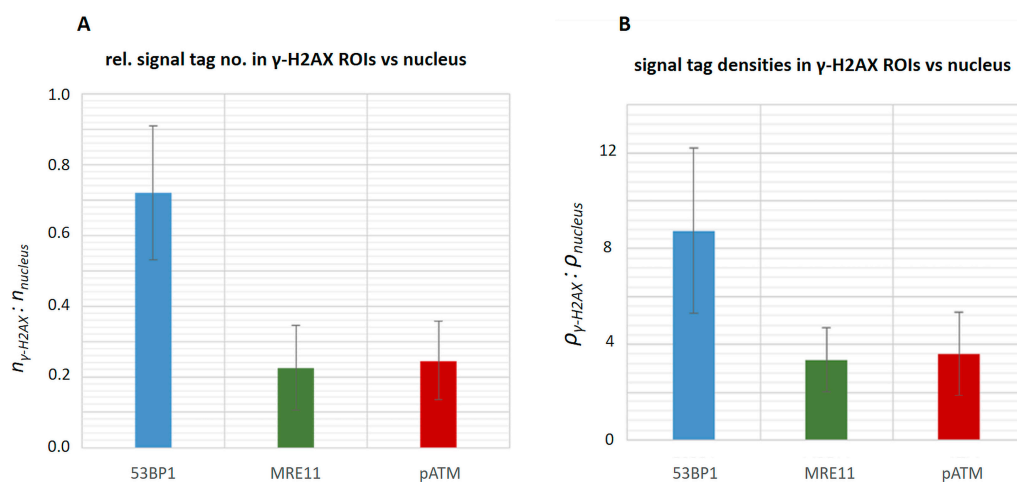 A
rel. signal tag no. in γ-H2AX ROIs vs nucleus
1.0
0.8
0.6
0.4
0.2
0.0
nγ-H2AX: nnucleus
53BP1
MRE11
pATM
B
signal tag densities in γ-H2AX ROIs vs nucleus
12
8
4
0
ργ-H2AX: ρnucleus
53BP1
MRE11
pATM